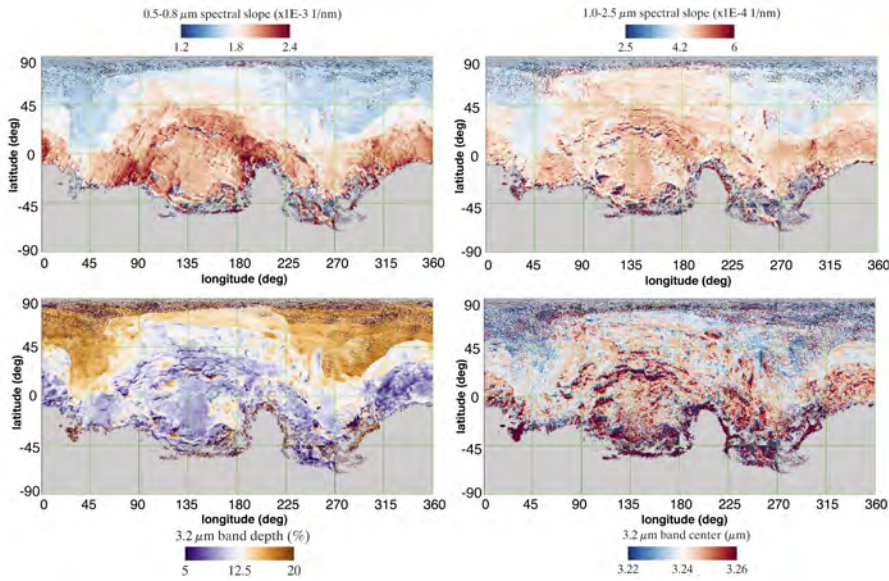 0.5-0.8 μm spectral slope (x1E-3 1/nm)
1.2 1.8 2.4
90
45
0
-45
-90
latitude (deg)
0 45 90 135 180 225 270 315 360
longitude (deg)
1.0-2.5 μm spectral slope (x1E-4 1/nm)
2.5 4.2 6
90
45
0
-45
-90
latitude (deg)
0 45 90 135 180 225 270 315 360
longitude (deg)
90
45
0
-45
-90
latitude (deg)
0 45 90 135 180 225 270 315 360
longitude (deg)
3.2 μm band depth (%)
5 12.5 20
90
45
0
-45
-90
latitude (deg)
0 45 90 135 180 225 270 315 360
longitude (deg)
3.2 μm band center (μm)
3.22 3.24 3.26